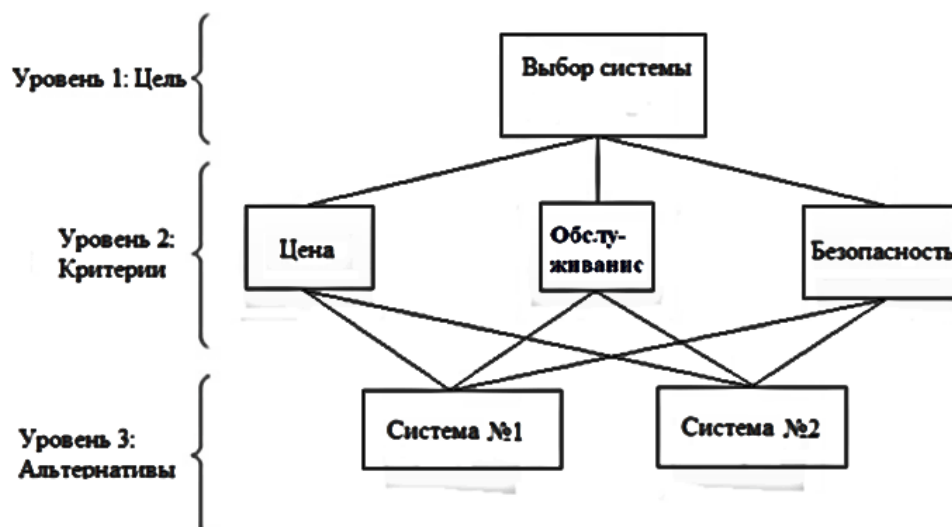 Уровень 1: Цель
Выбор системы
Уровень 2:
Критерии
Цена
Обслу-
живание
Безопасность
Уровень 3:
Альтернативы
Система №1
Система №2